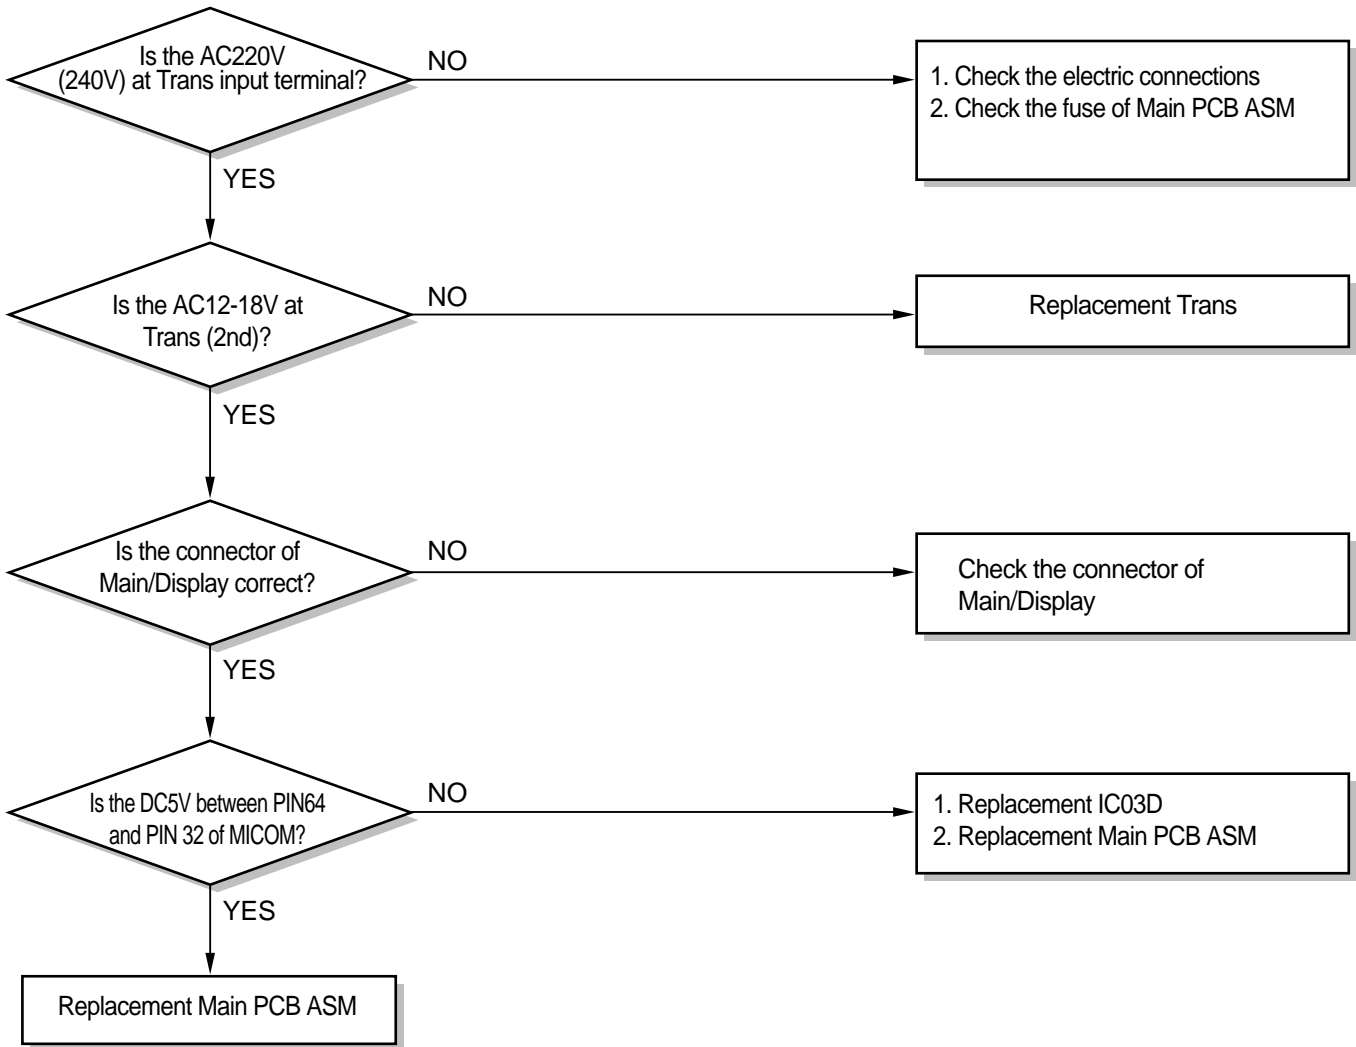 Is the AC220V
(240V) at Trans input terminal?
NO
1. Check the electric connections
2. Check the fuse of Main PCB ASM
YES
Is the AC12-18V at
Trans (2nd)?
NO
Replacement Trans
YES
Is the connector of
Main/Display correct?
NO
Check the connector of
Main/Display
YES
Is the DC5V between PIN64
and PIN 32 of MICOM?
NO
1. Replacement IC03D
2. Replacement Main PCB ASM
YES
Replacement Main PCB ASM